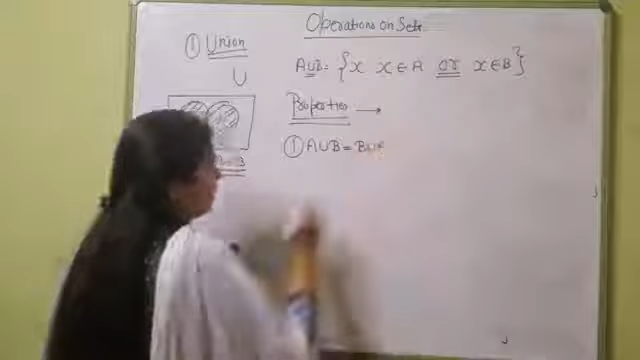 Operations on Sets
① Union
U
A∪B = {x x∈A or x∈B}
Properties →
① A∪B = B∪A